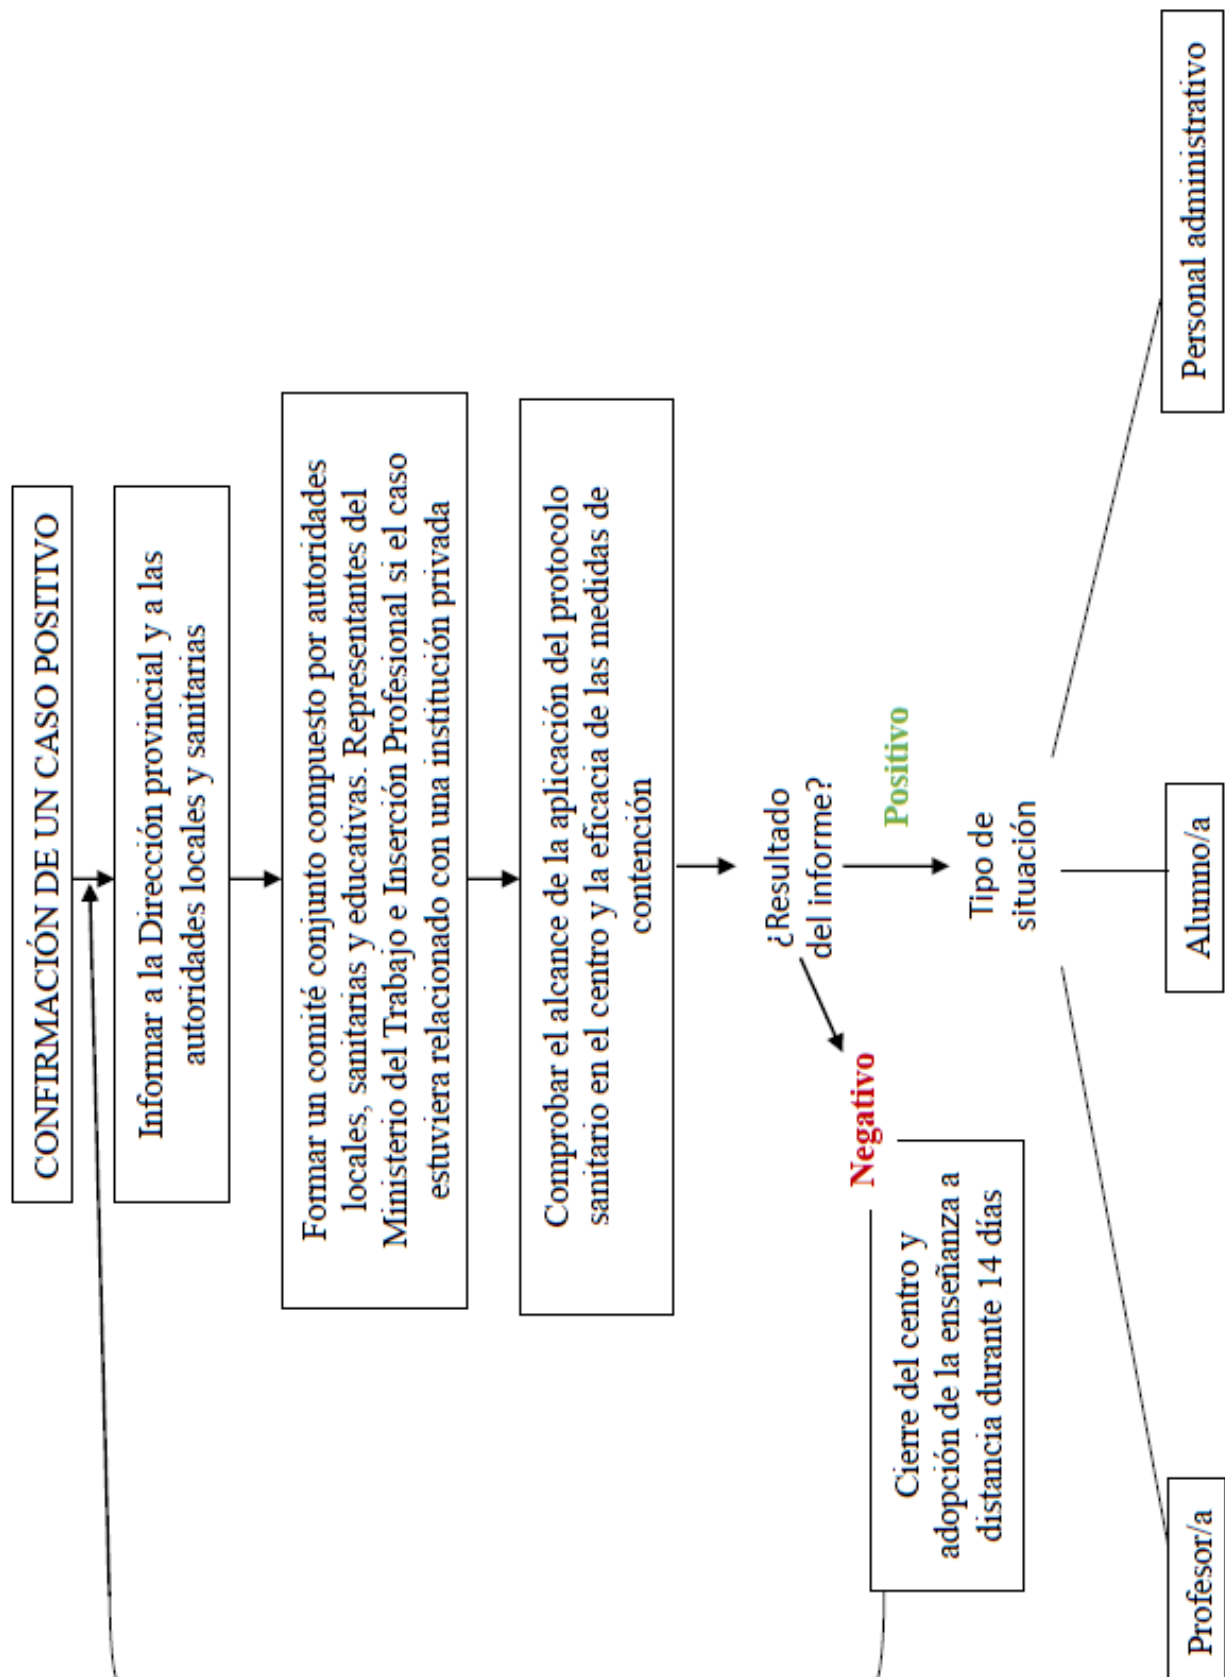 CONFIRMACIÓN DE UN CASO POSITIVO
Informar a la Dirección provincial y a las
autoridades locales y sanitarias
Formar un comité conjunto compuesto por autoridades
locales, sanitarias y educativas. Representantes del
Ministerio del Trabajo e Inserción Profesional si el caso
estuviera relacionado con una institución privada
Comprobar el alcance de la aplicación del protocolo
sanitario en el centro y la eficacia de las medidas de
contención
¿Resultado
del informe?
Negativo
Positivo
Cierre del centro y
adopción de la enseñanza a
distancia durante 14 días
Tipo de
situación
Profesor/a
Alumno/a
Personal administrativo